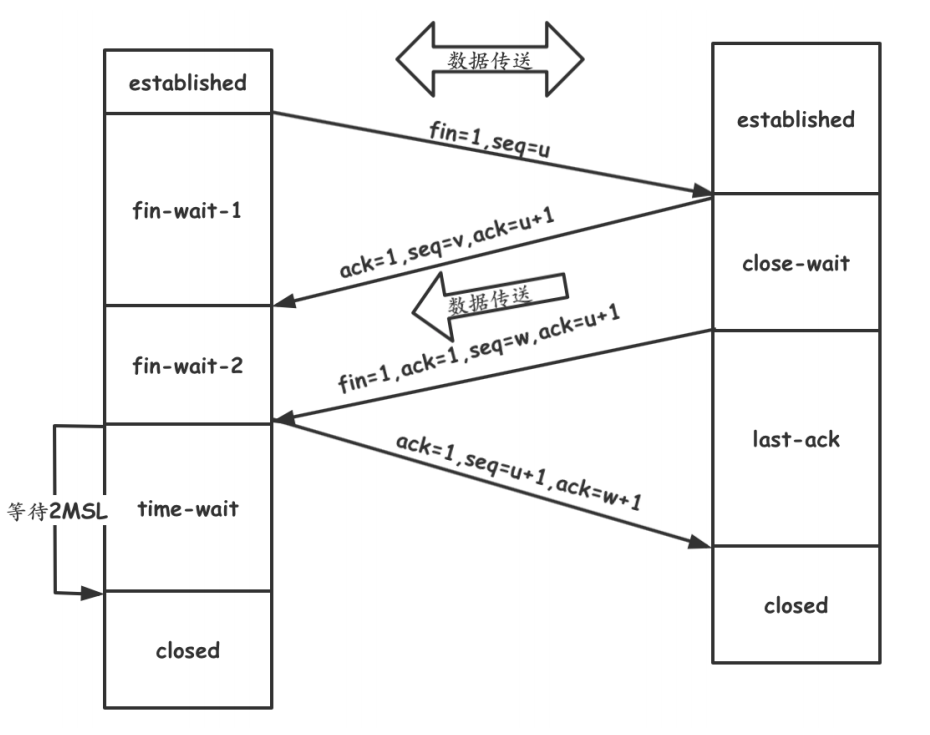 数据传送
established
established
fin=1,seq=u
fin-wait-1
ack=1,seq=v,ack=u+1
close-wait
数据传送
fin=1,ack=1,seq=w,ack=u+1
fin-wait-2
last-ack
ack=1,seq=u+1,ack=w+1
等待2MSL
time-wait
closed
closed